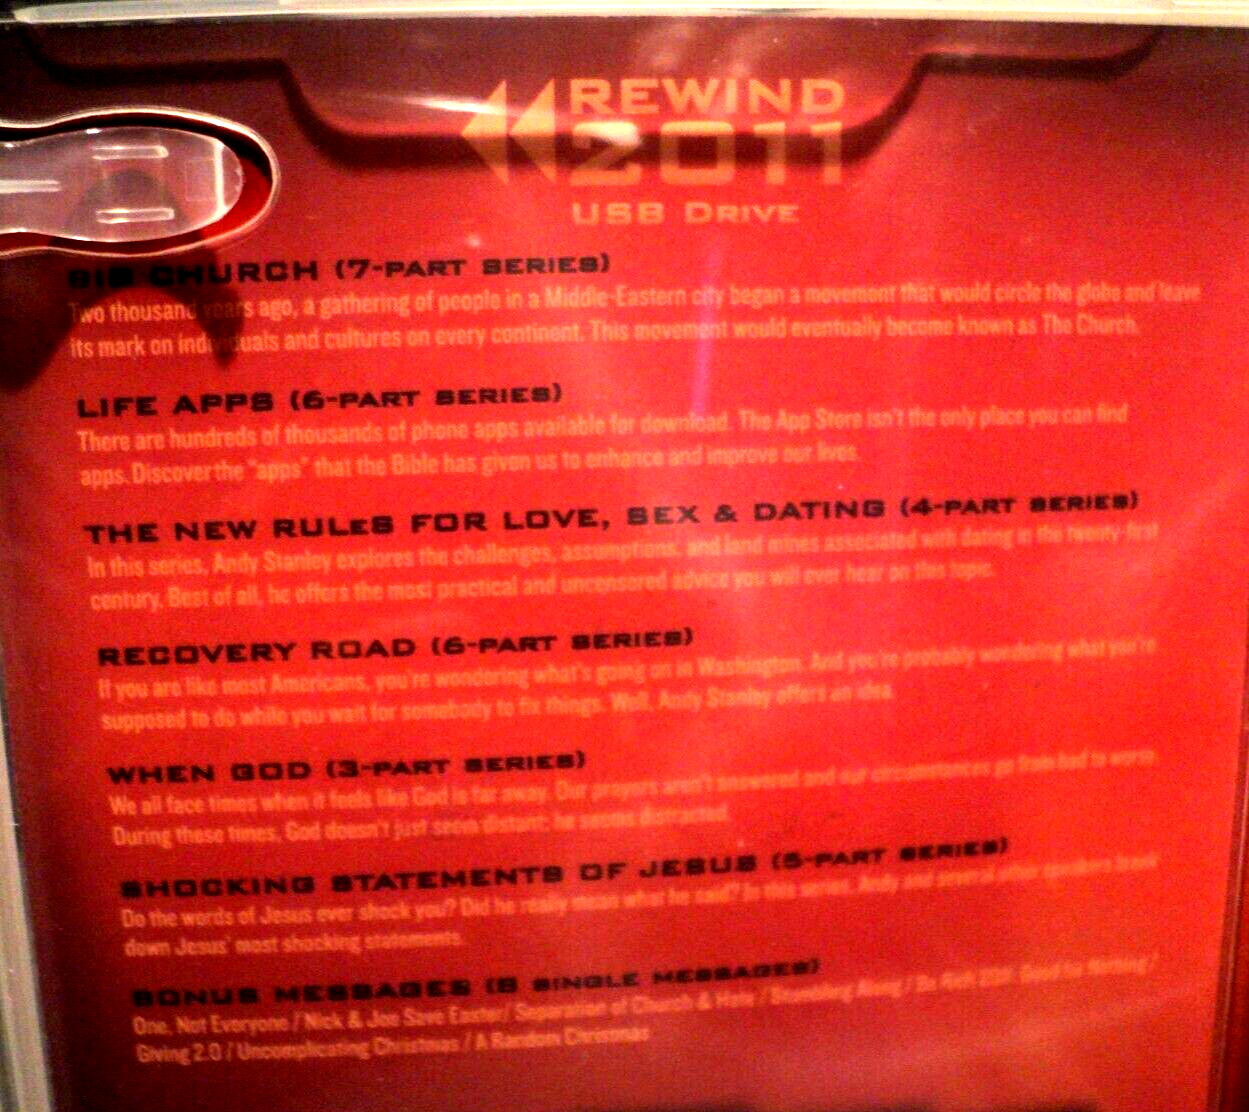 REWIND
2011
USB DRIVE
BIG CHURCH (7-PART SERIES)
Two thousand years ago, a gathering of people in a Middle-Eastern city began a movement that would circle the globe and leave
its mark on individuals and cultures on every continent. This movement would eventually become known as The Church.
LIFE APPS (6-PART SERIES)
There are hundreds of thousands of phone apps available for download. The App Store isn't the only place you can find
apps. Discover the "apps" that the Bible has given us to enhance and improve our lives.
THE NEW RULES FOR LOVE, SEX & DATING (4-PART SERIES)
In this series, Andy Stanley explores the challenges, assumptions, and land mines associated with dating in the twenty-first
century. Best of all, he offers the most practical and uncensored advice you will ever hear on this topic.
RECOVERY ROAD (6-PART SERIES)
If you are like most Americans, you're wondering what's going on in Washington. And you're probably wondering what you're
supposed to do while you wait for somebody to fix things. Well, Andy Stanley offers an idea.
WHEN GOD (3-PART SERIES)
We all face times when it feels like God is far away. Our prayers aren't answered and our circumstances go from bad to worse.
During these times, God doesn't just seem distant; he seems distracted.
SHOCKING STATEMENTS OF JESUS (5-PART SERIES)
Do the words of Jesus ever shock you? Did he really mean what he said? In this series, Andy and several other speakers break
down Jesus' most shocking statements.
BONUS MESSAGES (8 SINGLE MESSAGES)
One. Not Everyone / Nick & Joe Save Easter / Separation of Church & Hate / Stumbling Along / Be Rich 2011: Good for Nothing /
Giving 2.0 / Uncomplicating Christmas / A Random Christmas